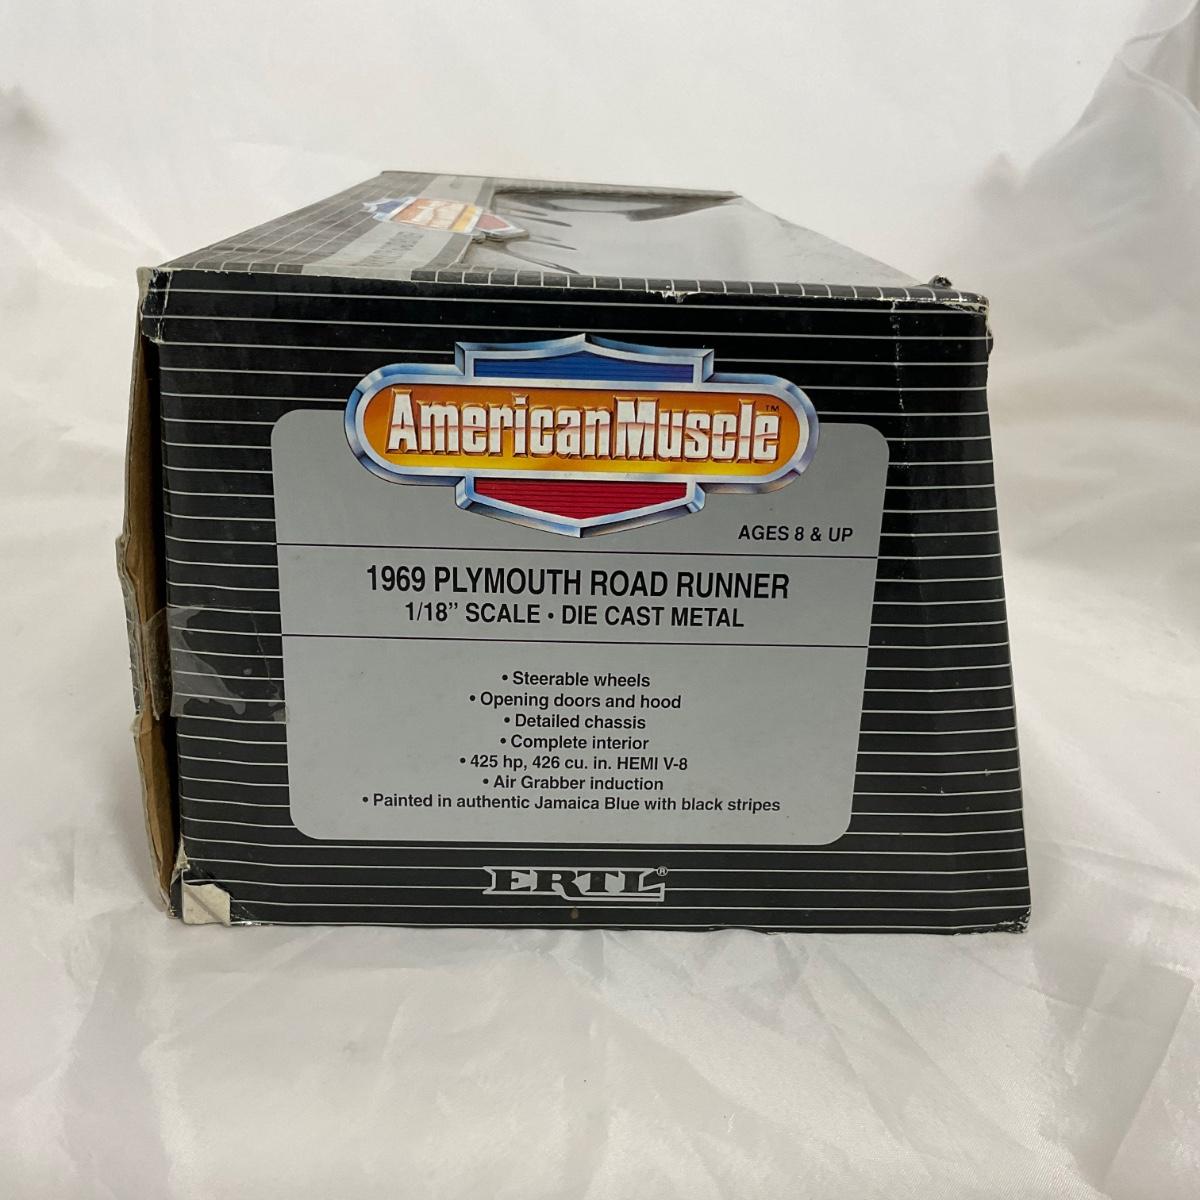 American Muscle™
AGES 8 & UP
1969 PLYMOUTH ROAD RUNNER
1/18” SCALE • DIE CAST METAL
• Steerable wheels
• Opening doors and hood
• Detailed chassis
• Complete interior
• 425 hp, 426 cu. in. HEMI V-8
• Air Grabber induction
• Painted in authentic Jamaica Blue with black stripes
ERTL®